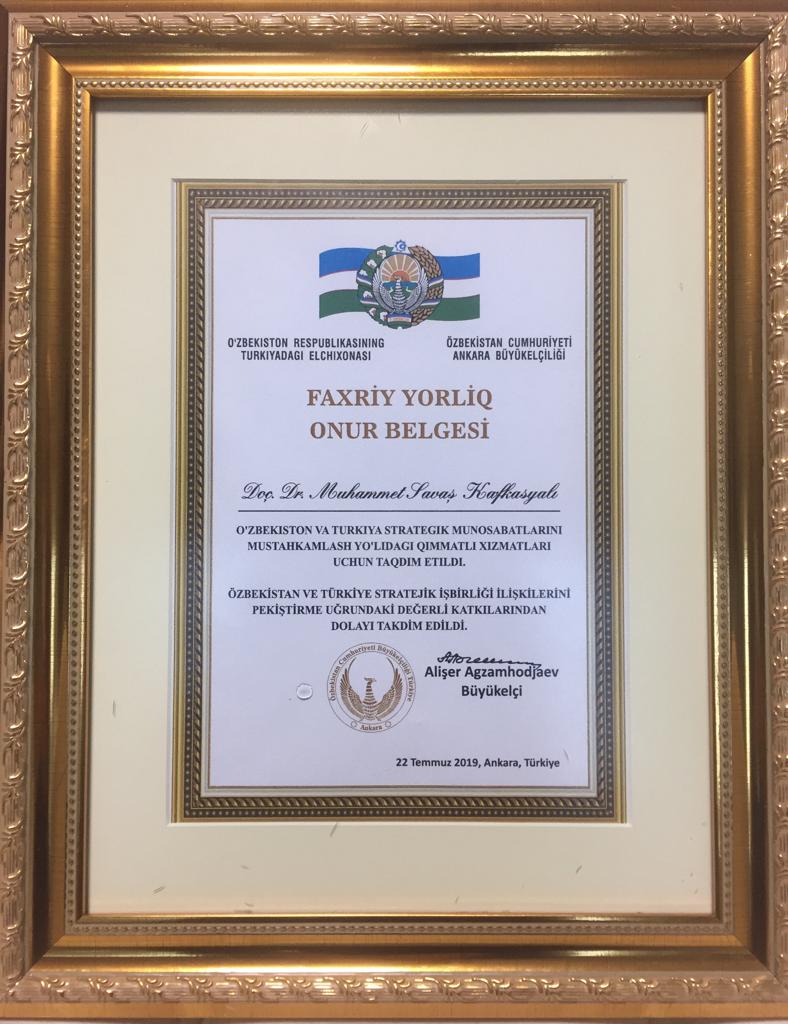 O'ZBEKISTON RESPUBLIKASINING
TURKIYADAGI ELCHIXONASI
ÖZBEKİSTAN CUMHURİYETİ
ANKARA BÜYÜKELÇİLİĞİ
FAXRİY YORLİQ
ONUR BELGESİ
Doç. Dr. Muhammet Savaş Kafkasyalı
O'ZBEKISTON VA TURKIYA STRATEGIK MUNOSABATLARINI
MUSTAHKAMLASH YO'LIDAGI QIMMATLI XIZMATLARI
UCHUN TAQDIM ETILDI.
ÖZBEKİSTAN VE TÜRKİYE STRATEJİK İŞBİRLİĞİ İLİŞKİLERİNİ
PEKİŞTİRME UĞRUNDAKİ DEĞERLİ KATKILARINDAN
DOLAYI TAKDİM EDİLDİ.
Özbekistan Cumhuriyeti Büyükelçiliği Türkiye
Ankara
Alişer Agzamhodjaev
Büyükelçi
22 Temmuz 2019, Ankara, Türkiye